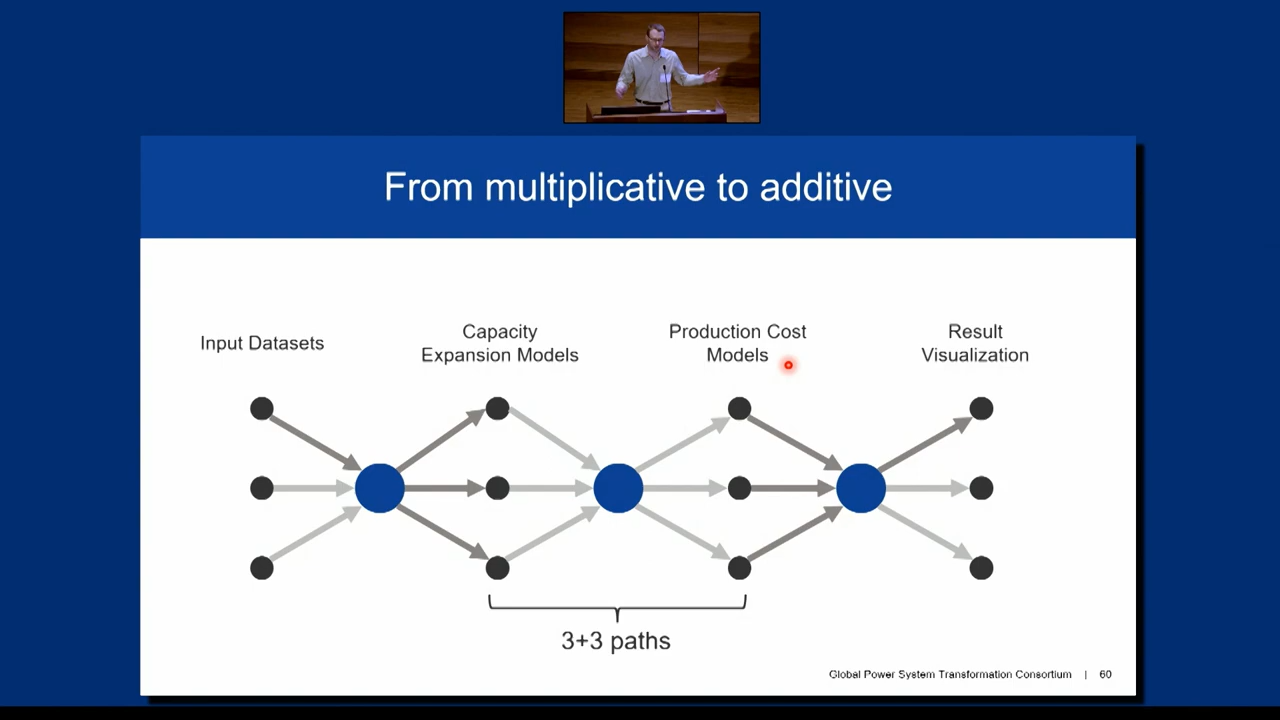 From multiplicative to additive
Input Datasets
Capacity
Expansion Models
Production Cost
Models
Result
Visualization
3+3 paths
Global Power System Transformation Consortium | 60